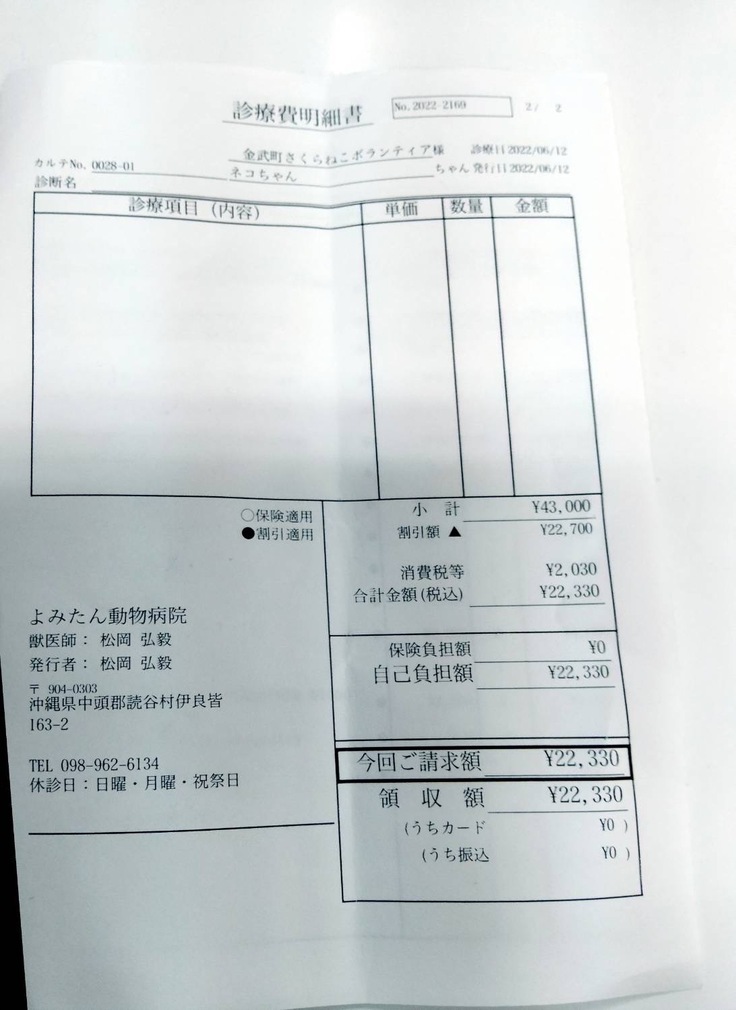 診療費明細書
No.2022-2169
2/ 2
金武町さくらねこボランティア様 診療日2022/06/12
カルテNo. 0028-01
ネコちゃん ちゃん 発行日2022/06/12
診断名
診療項目(内容) 単価 数量 金額
○保険適用
●割引適用
小計 ¥43,000
割引額 ▲ ¥22,700
消費税等 ¥2,030
合計金額(税込) ¥22,330
保険負担額 ¥0
自己負担額 ¥22,330
今回ご請求額 ¥22,330
領収額 ¥22,330
(うちカード ¥0 )
(うち振込 ¥0 )
よみたん動物病院
獣医師: 松岡 弘毅
発行者: 松岡 弘毅
〒 904-0303
沖縄県中頭郡読谷村伊良皆
163-2
TEL 098-962-6134
休診日:日曜・月曜・祝祭日